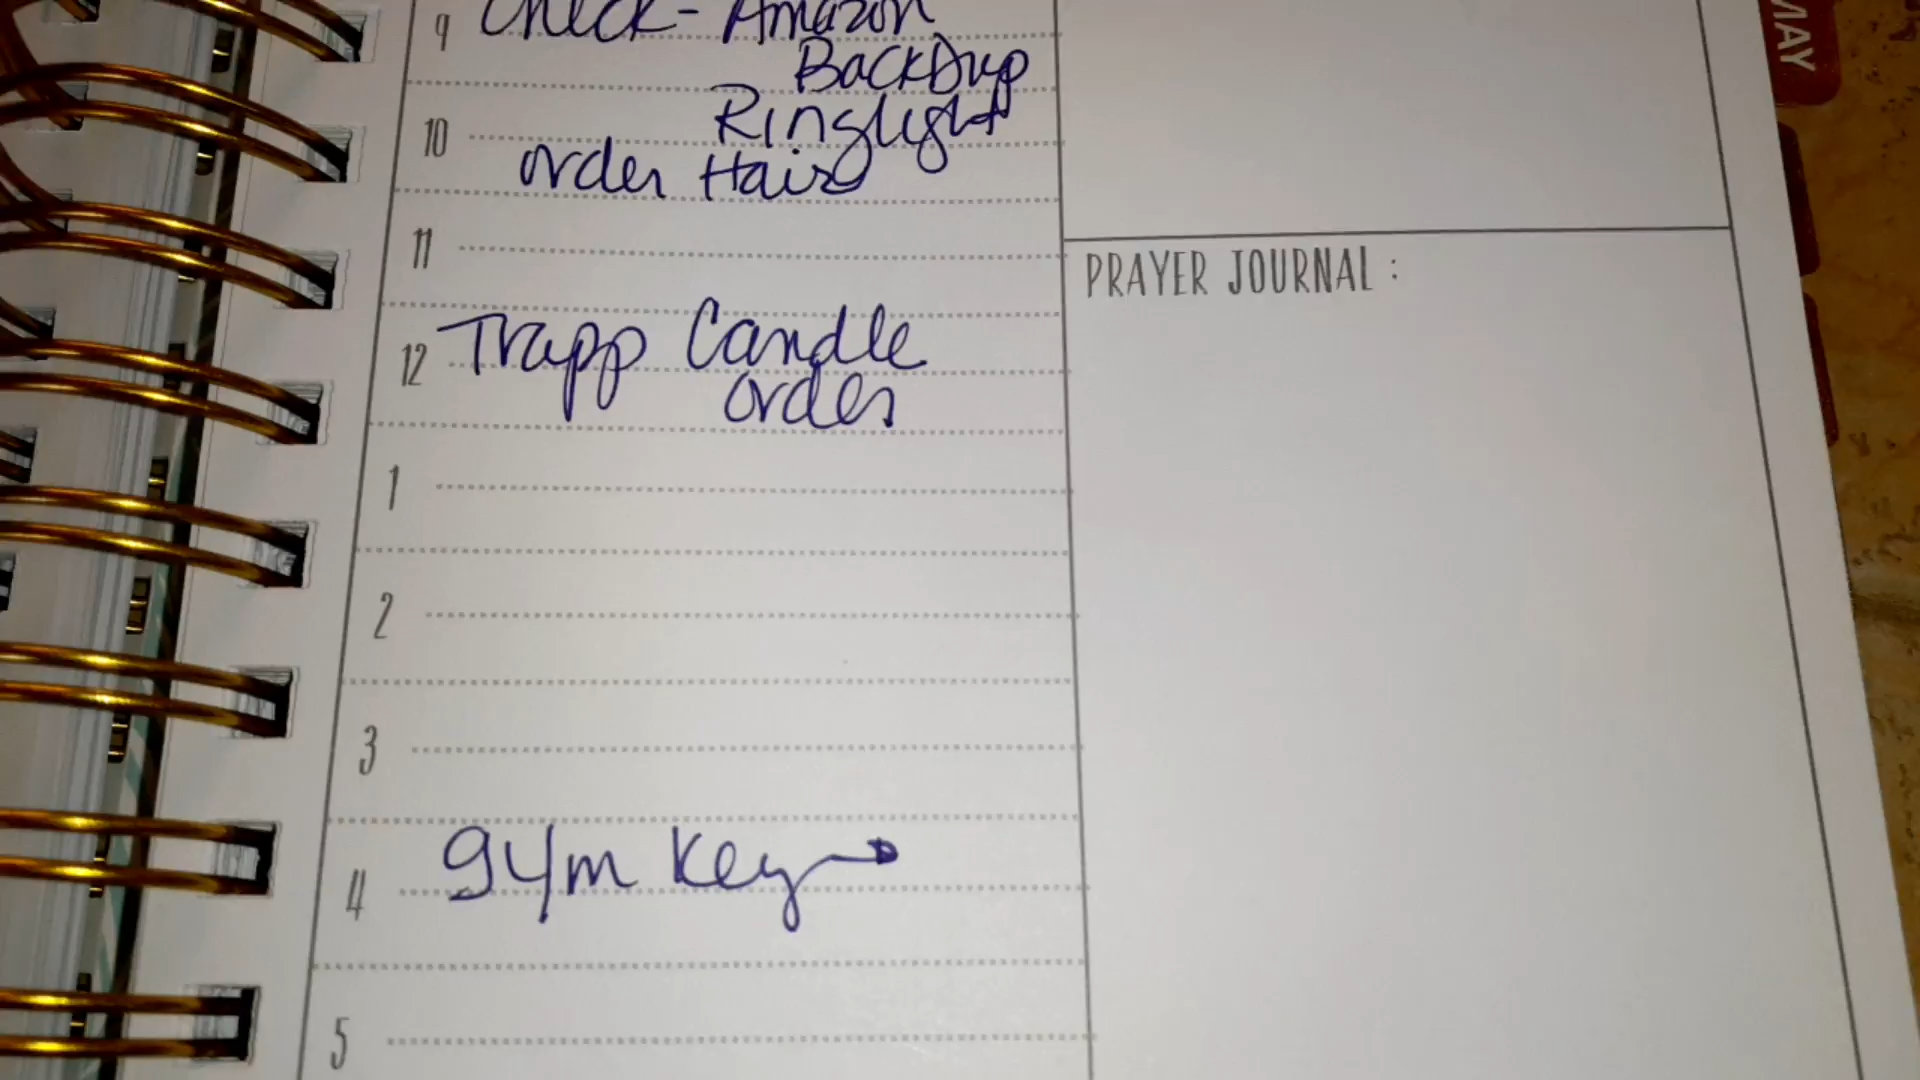 9 Check - Amazon
BackDrop
Ringlight
10
order Hair
11
12 Trapp Candle
order
1
2
3
4 gym key
5
PRAYER JOURNAL :
MAY